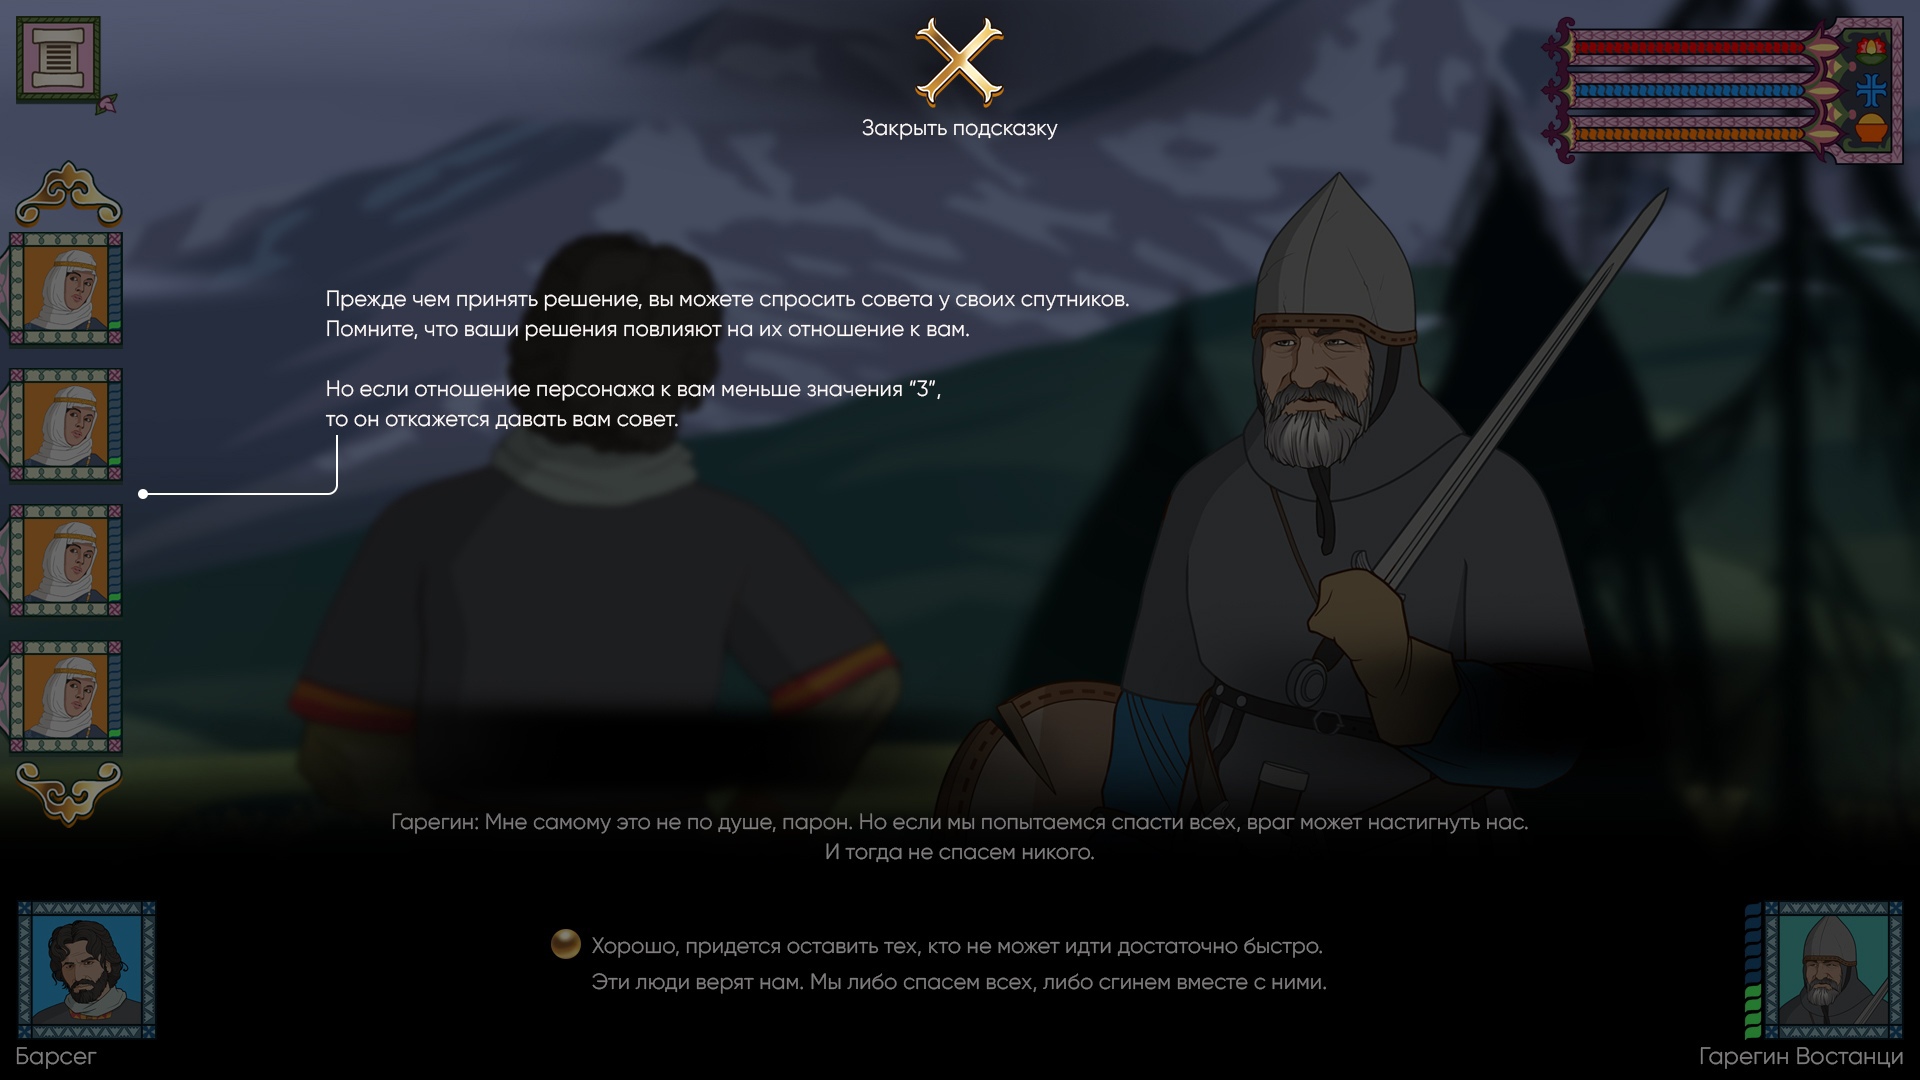 Закрыть подсказку
Прежде чем принять решение, вы можете спросить совета у своих спутников.
Помните, что ваши решения повлияют на их отношение к вам.
Но если отношение персонажа к вам меньше значения “3”,
то он откажется давать вам совет.
Гарегин: Мне самому это не по душе, парон. Но если мы попытаемся спасти всех, враг может настигнуть нас.
И тогда не спасем никого.
Хорошо, придется оставить тех, кто не может идти достаточно быстро.
Эти люди верят нам. Мы либо спасем всех, либо сгинем вместе с ними.
Барсег
Гарегин Востанци